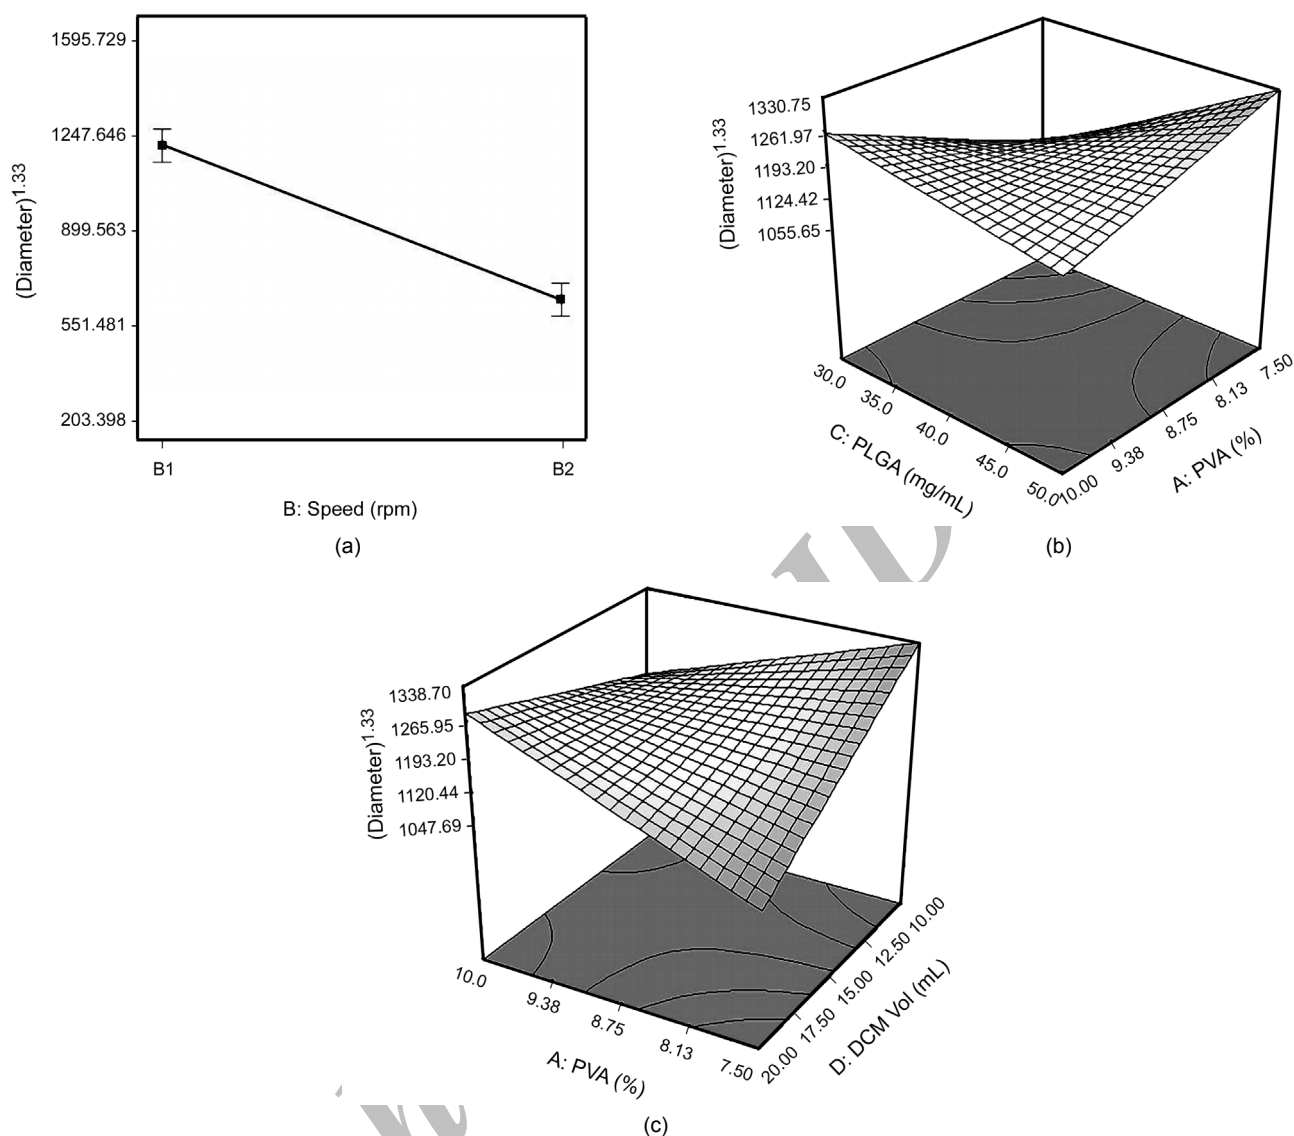 1595.729
1247.646
899.563
551.481
203.398
(Diameter)1.33
B1
B2
B: Speed (rpm)
(a)
1330.75
1261.97
1193.20
1124.42
1055.65
(Diameter)1.33
30.0
35.0
40.0
45.0
50.0
C: PLGA (mg/mL)
10.00
9.38
8.75
8.13
7.50
A: PVA (%)
(b)
1338.70
1265.95
1193.20
1120.44
1047.69
(Diameter)1.33
10.0
9.38
8.75
8.13
7.50
A: PVA (%)
20.00
17.50
15.00
12.50
10.00
D: DCM Vol (mL)
(c)